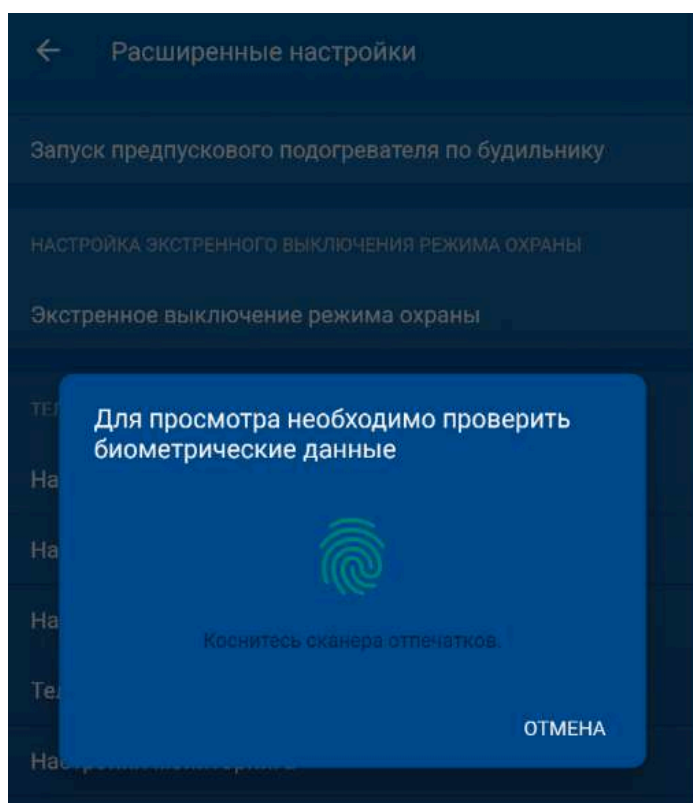 Расширенные настройки
Запуск предпускового подогревателя по будильнику
НАСТРОЙКА ЭКСТРЕННОГО ВЫКЛЮЧЕНИЯ РЕЖИМА ОХРАНЫ
Экстренное выключение режима охраны
Для просмотра необходимо проверить
биометрические данные
Коснитесь сканера отпечатков.
ОТМЕНА